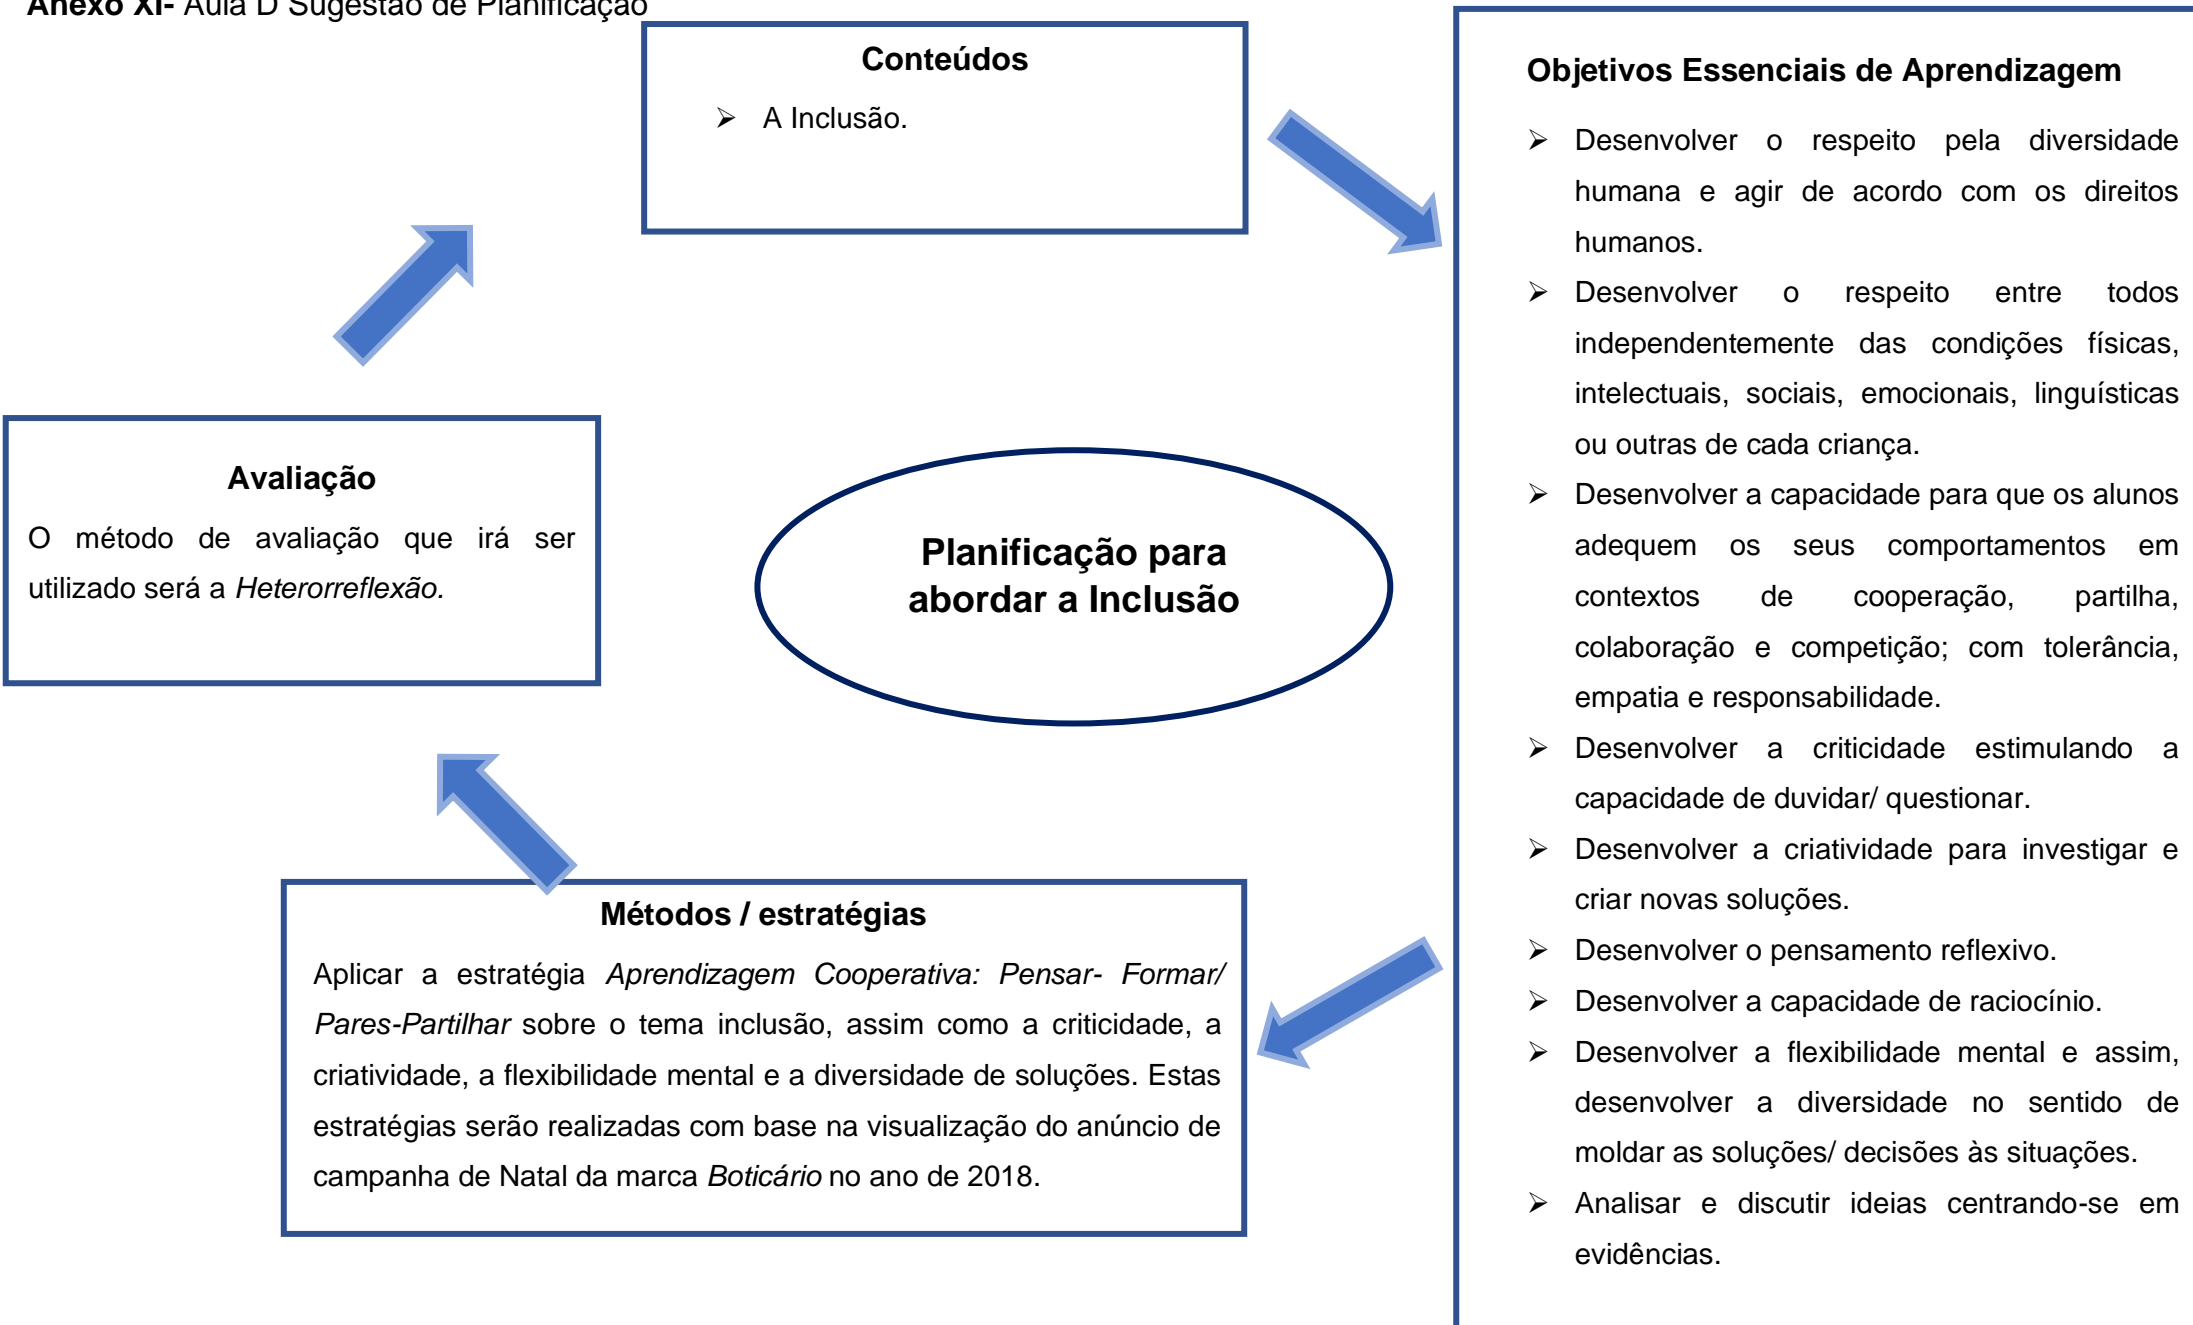 Anexo XI- Aula D Sugestão de Planificação
Conteúdos
➢ A Inclusão.
Objetivos Essenciais de Aprendizagem
➢ Desenvolver o respeito pela diversidade
humana e agir de acordo com os direitos
humanos.
➢ Desenvolver o respeito entre todos
independentemente das condições físicas,
intelectuais, sociais, emocionais, linguísticas
ou outras de cada criança.
➢ Desenvolver a capacidade para que os alunos
adequem os seus comportamentos em
contextos de cooperação, partilha,
colaboração e competição; com tolerância,
empatia e responsabilidade.
➢ Desenvolver a criticidade estimulando a
capacidade de duvidar/ questionar.
➢ Desenvolver a criatividade para investigar e
criar novas soluções.
➢ Desenvolver o pensamento reflexivo.
➢ Desenvolver a capacidade de raciocínio.
➢ Desenvolver a flexibilidade mental e assim,
desenvolver a diversidade no sentido de
moldar as soluções/ decisões às situações.
➢ Analisar e discutir ideias centrando-se em
evidências.
Avaliação
O método de avaliação que irá ser
utilizado será a Heterorreflexão.
Planificação para
abordar a Inclusão
Métodos / estratégias
Aplicar a estratégia Aprendizagem Cooperativa: Pensar- Formar/
Pares-Partilhar sobre o tema inclusão, assim como a criticidade, a
criatividade, a flexibilidade mental e a diversidade de soluções. Estas
estratégias serão realizadas com base na visualização do anúncio de
campanha de Natal da marca Boticário no ano de 2018.